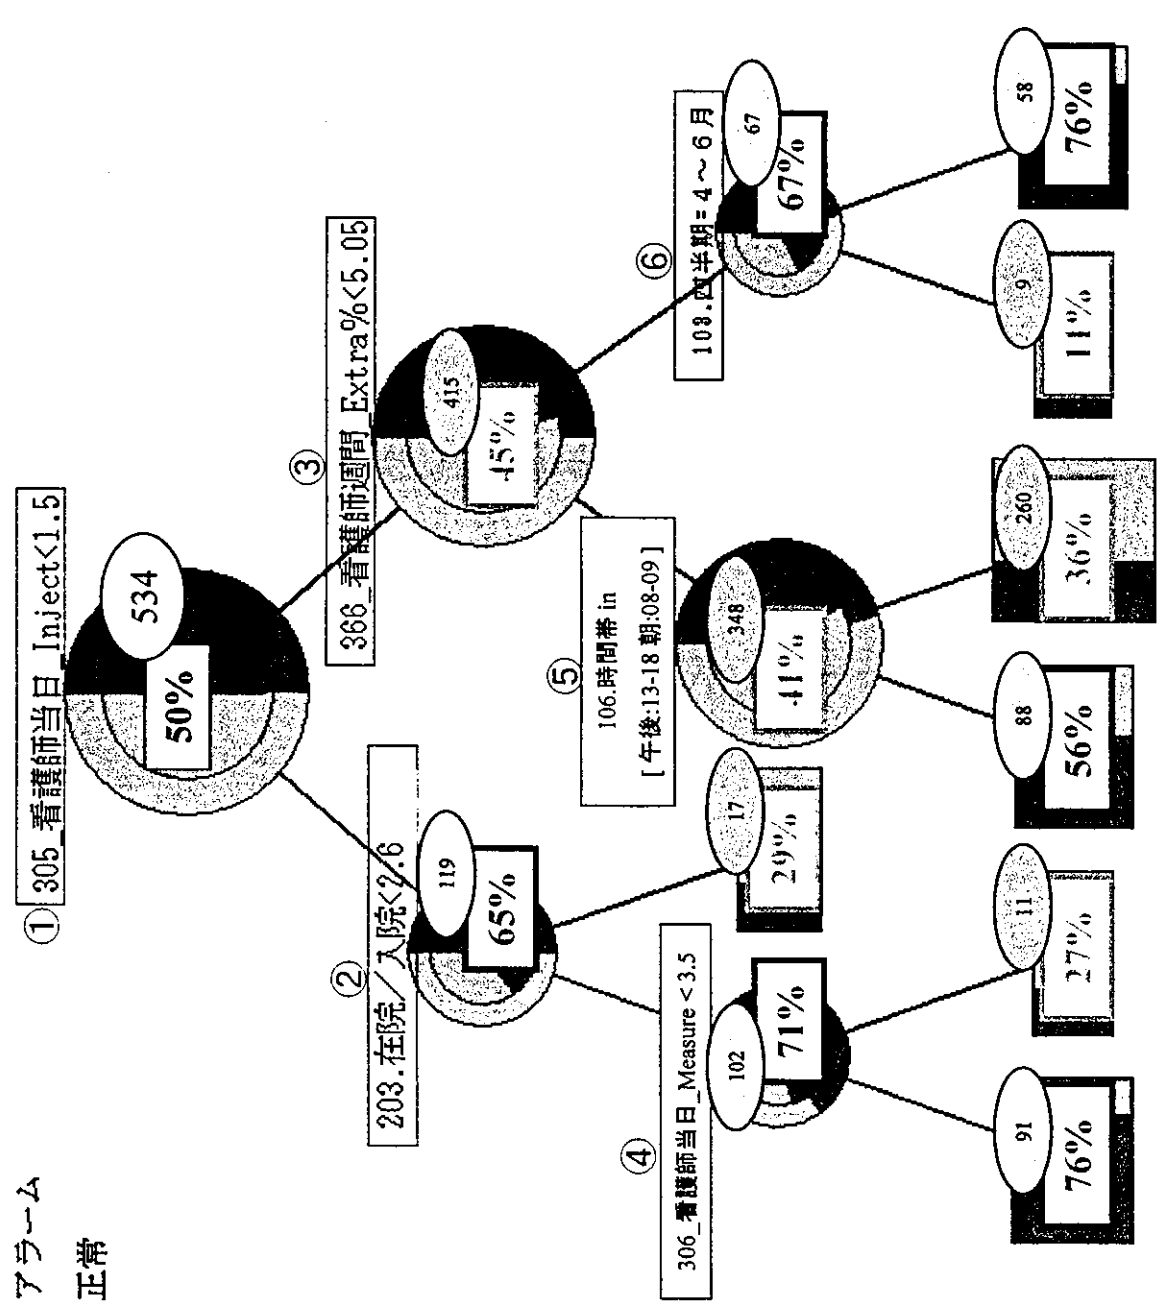 アラーム
正常
① 305_看護師当日_Inject<1.5
534
50%
② 203.在院／入院<2.6
119
65%
③ 366_看護師週間_Extra%<5.05
415
45%
④ 306_看護師当日_Measure < 3.5
102
71%
17
29%
⑤ 106.時間帯 in
[午後:13-18 朝:08-09]
348
41%
⑥ 108.四半期=4～6月
67
67%
91
76%
11
27%
88
56%
260
36%
9
11%
58
76%